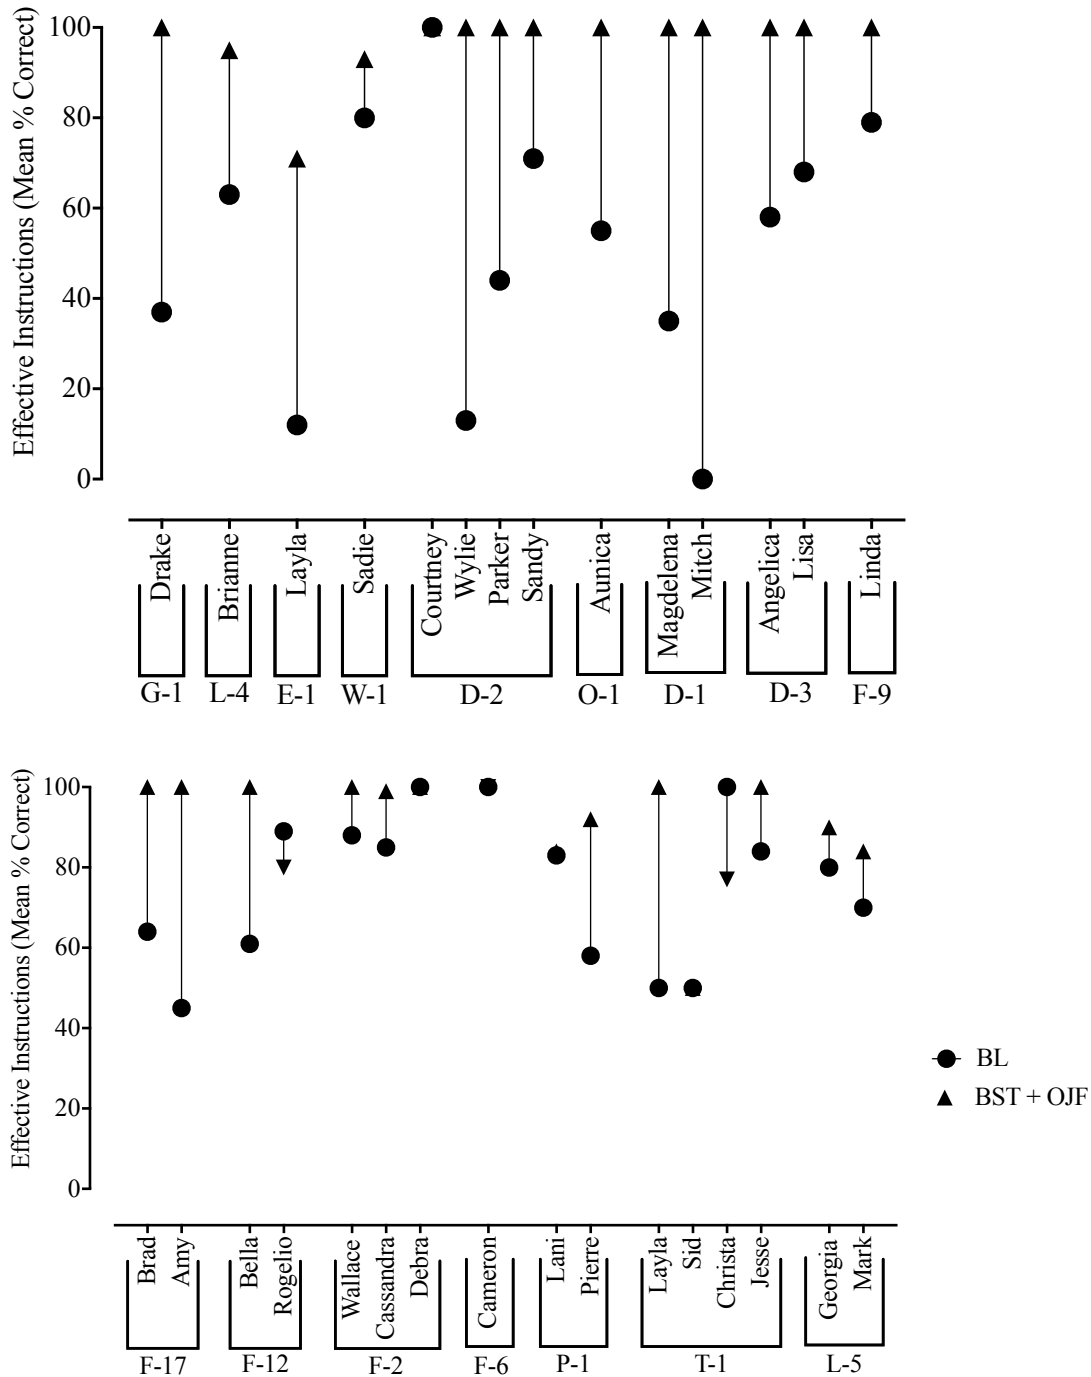 Effective Instructions (Mean % Correct)
100
80
60
40
20
0
Drake
Brianne
Layla
Sadie
Courtney
Wylie
Parker
Sandy
Aunica
Magdelena
Mitch
Angelica
Lisa
Linda
G-1 L-4 E-1 W-1 D-2 O-1 D-1 D-3 F-9
Effective Instructions (Mean % Correct)
100
80
60
40
20
0
BL
BST + OJF
Brad
Amy
Bella
Rogelio
Wallace
Cassandra
Debra
Cameron
Lani
Pierre
Layla
Sid
Christa
Jesse
Georgia
Mark
F-17 F-12 F-2 F-6 P-1 T-1 L-5